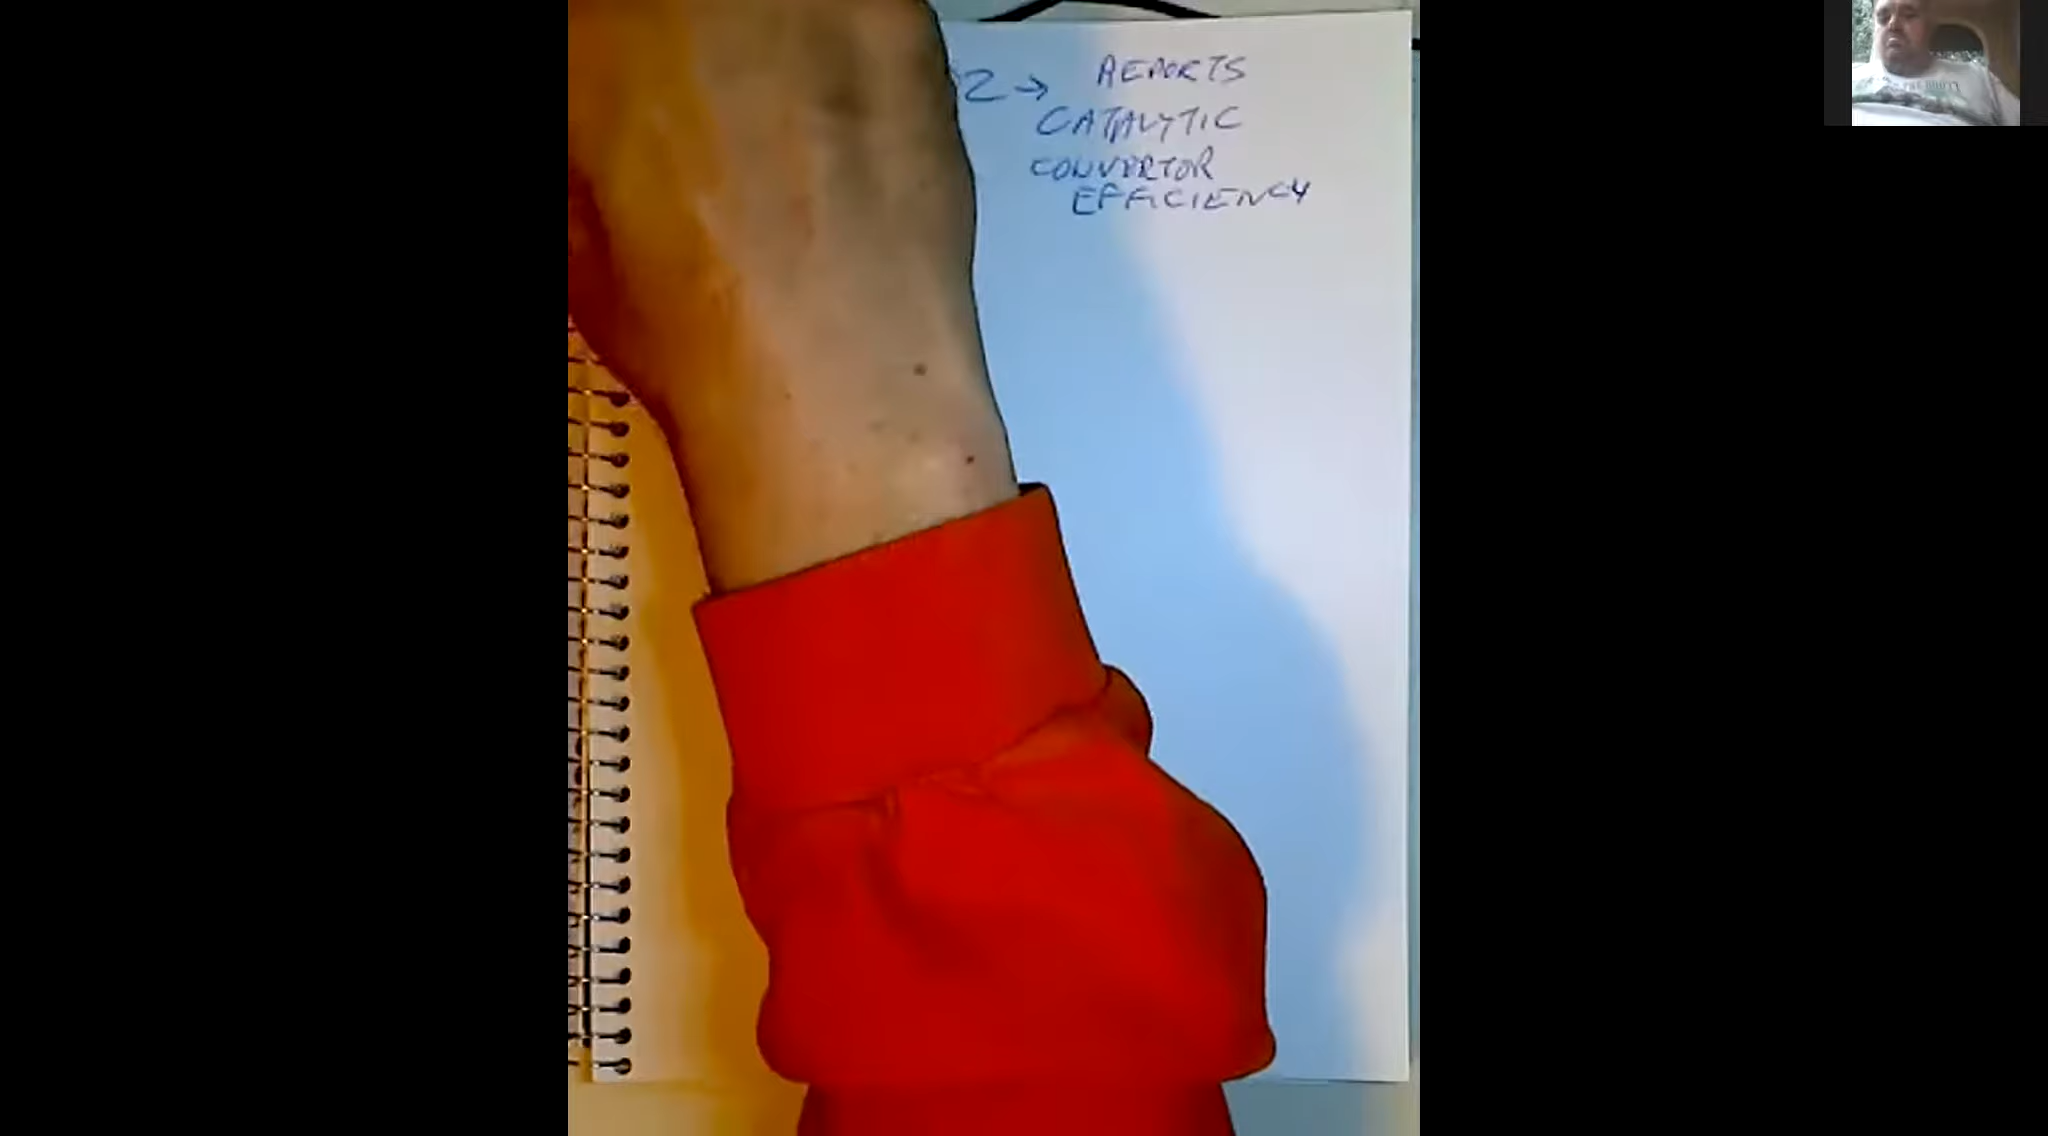 2 → REPORTS
CATALYTIC
CONVERTOR
EFFICIENCY